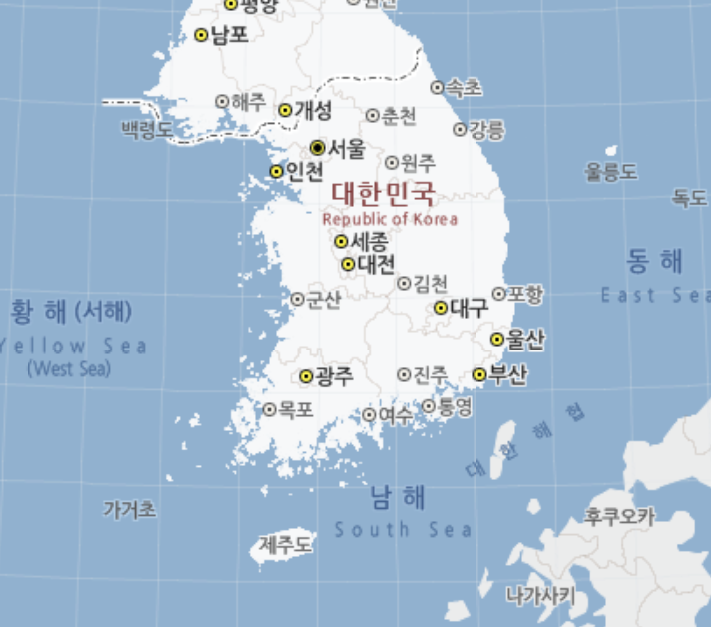 평양
원산
남포
속초
해주
개성
춘천
백령도
강릉
서울
원주
인천
울릉도
대한민국
독도
Republic of Korea
세종
대전
동해
김천
포항
East Sea
군산
대구
황해 (서해)
울산
Yellow Sea
(West Sea)
광주
진주
부산
목포
여수
통영
대한해협
남해
가거초
후쿠오카
South Sea
제주도
나가사키